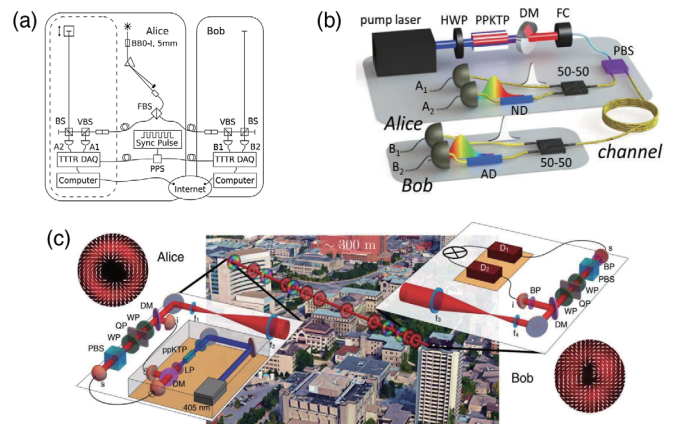 (a)
Alice
Bob
BB0-I, 5mm
FBS
BS VBS
VBS BS
A2 A1
B1 B2
Sync Pulse
TTTR DAQ
PPS
TTTR DAQ
Computer
Internet
Computer
(b)
pump laser
HWP PPKTP DM FC
PBS
50-50
A1
A2
ND
Alice
B1
B2
50-50
AD
Bob
channel
(c)
Alice
~ 300 m
D1
D2
s
BP
PBS
WP
QP
WP
DM
BP
i
f3
f4
DM
WP
QP
WP
PBS
i
f1
f2
s
ppKTP
LP
DM
405 nm
Bob